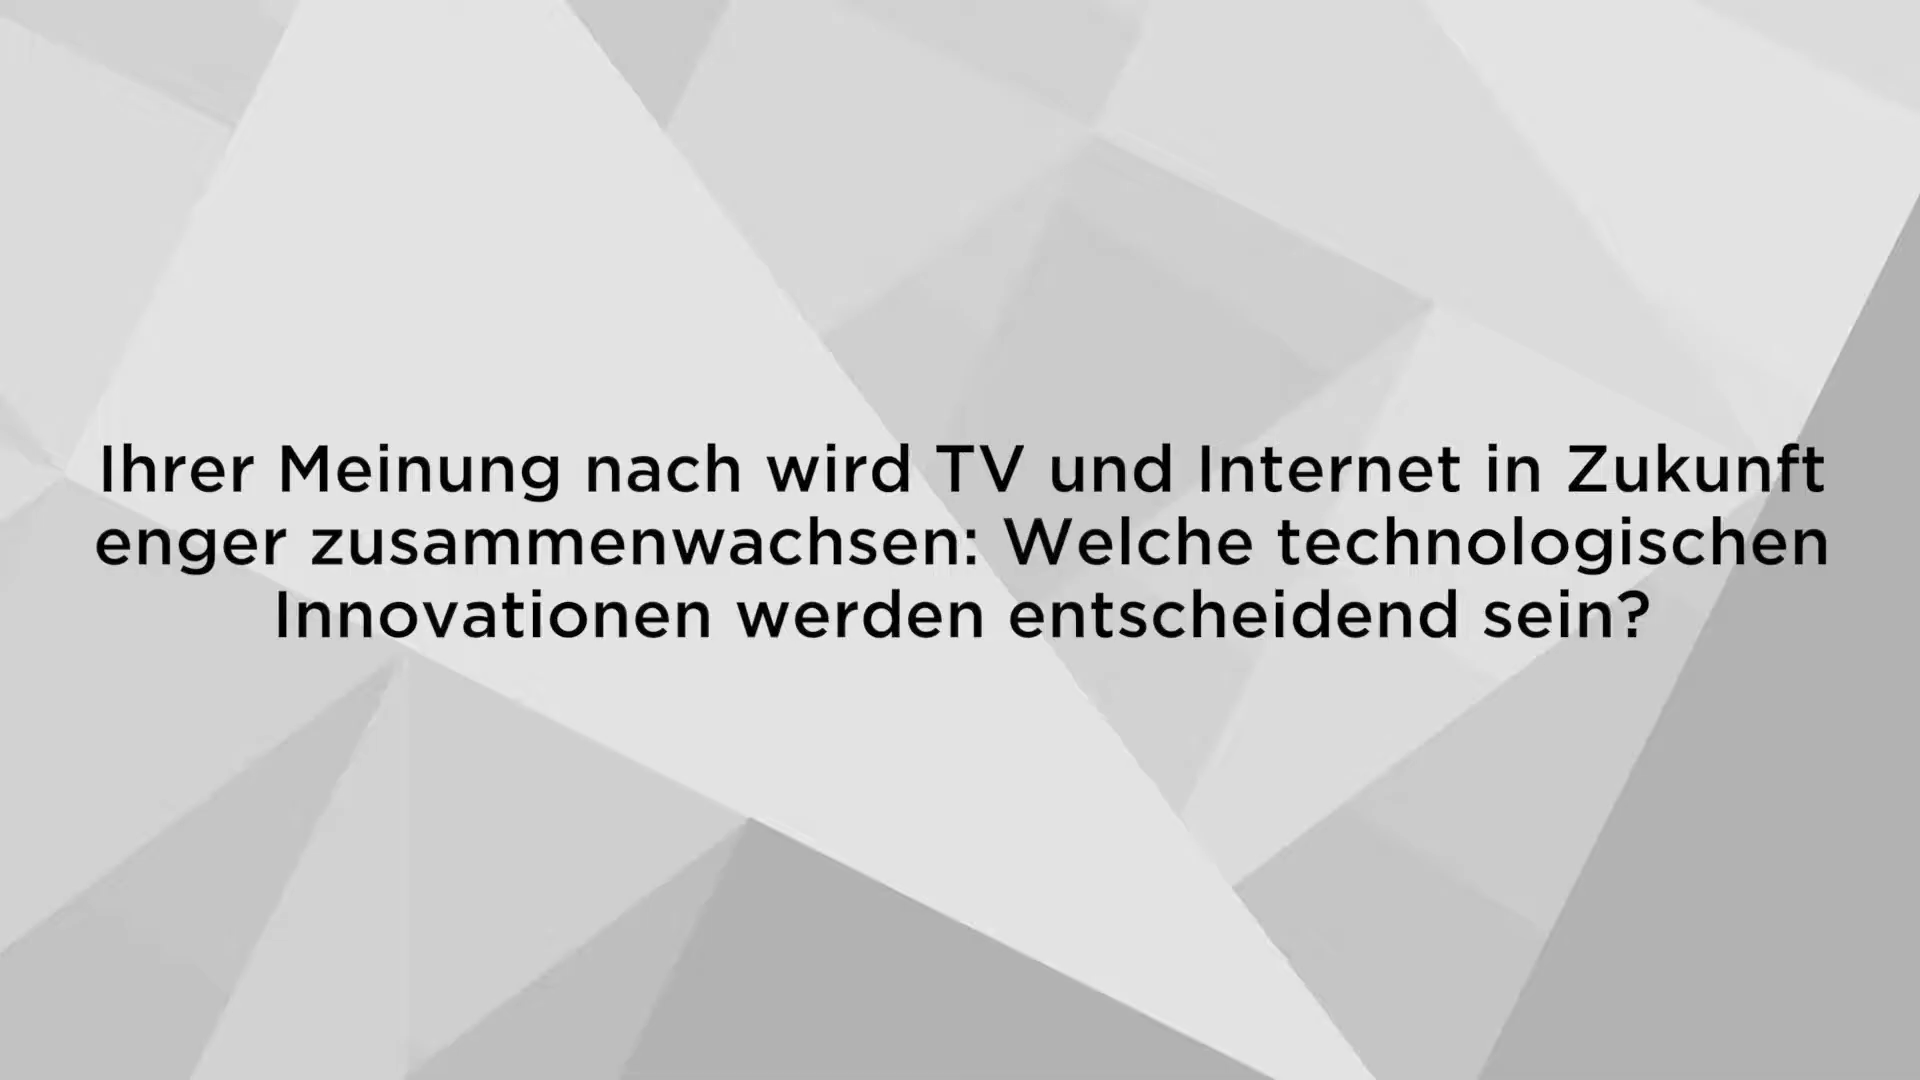 Ihrer Meinung nach wird TV und Internet in Zukunft
enger zusammenwachsen: Welche technologischen
Innovationen werden entscheidend sein?